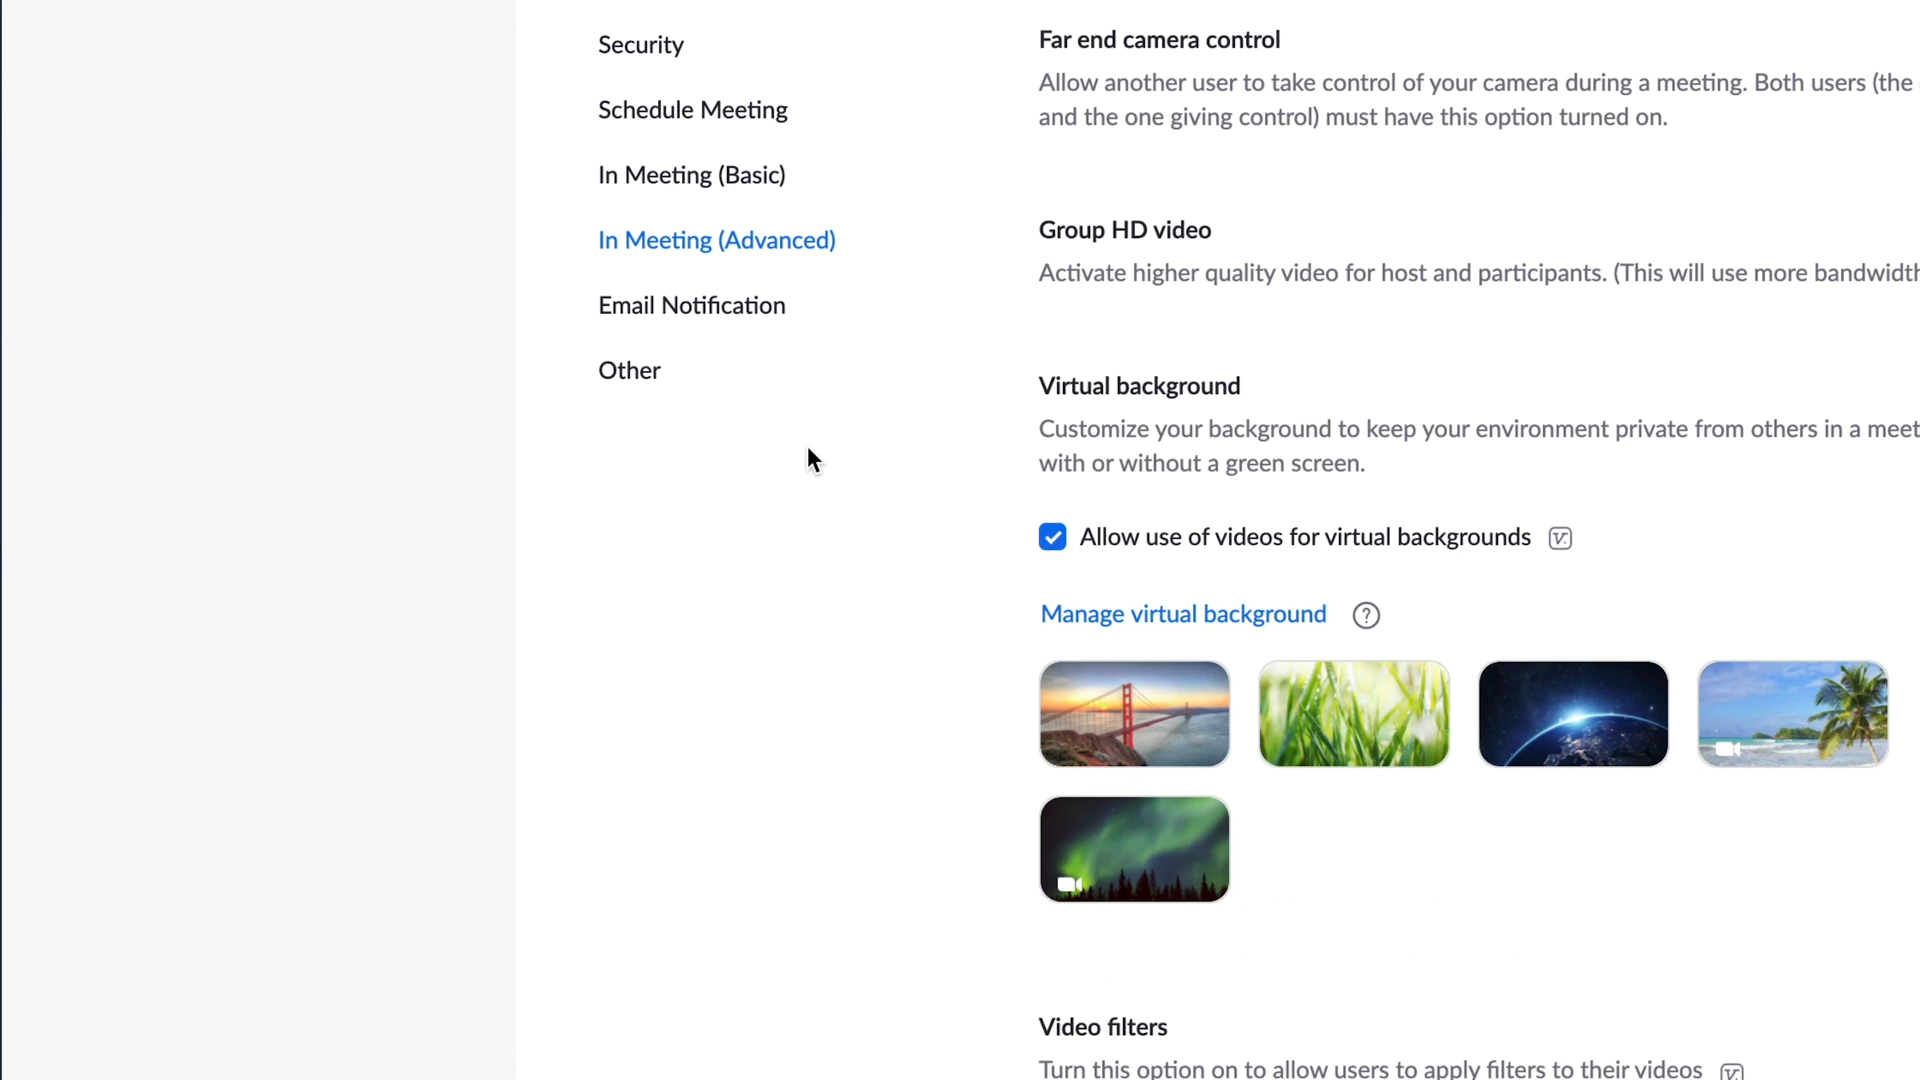 Security
Schedule Meeting
In Meeting (Basic)
In Meeting (Advanced)
Email Notification
Other
Far end camera control
Allow another user to take control of your camera during a meeting. Both users (the
and the one giving control) must have this option turned on.
Group HD video
Activate higher quality video for host and participants. (This will use more bandwidth
Virtual background
Customize your background to keep your environment private from others in a meet
with or without a green screen.
Allow use of videos for virtual backgrounds
Manage virtual background
Video filters
Turn this option on to allow users to apply filters to their videos